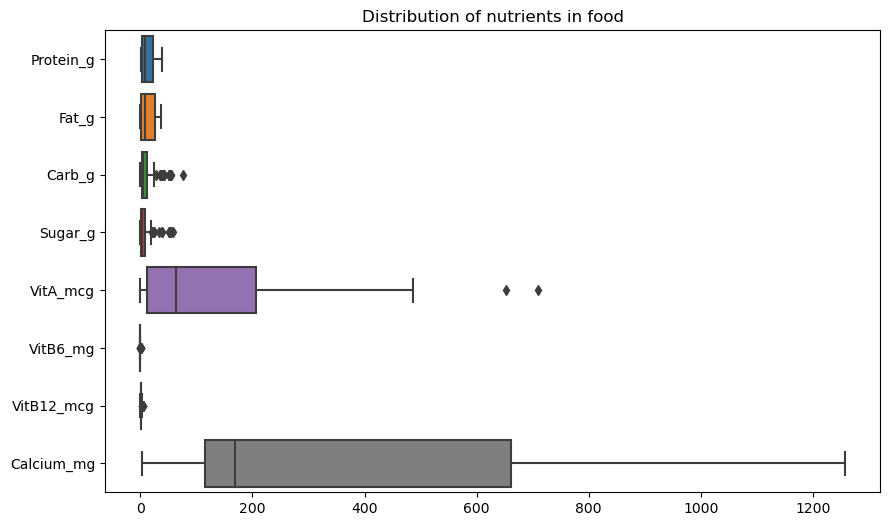 Distribution of nutrients in food
Protein_g
Fat_g
Carb_g
Sugar_g
VitA_mcg
VitB6_mg
VitB12_mcg
Calcium_mg
0 200 400 600 800 1000 1200